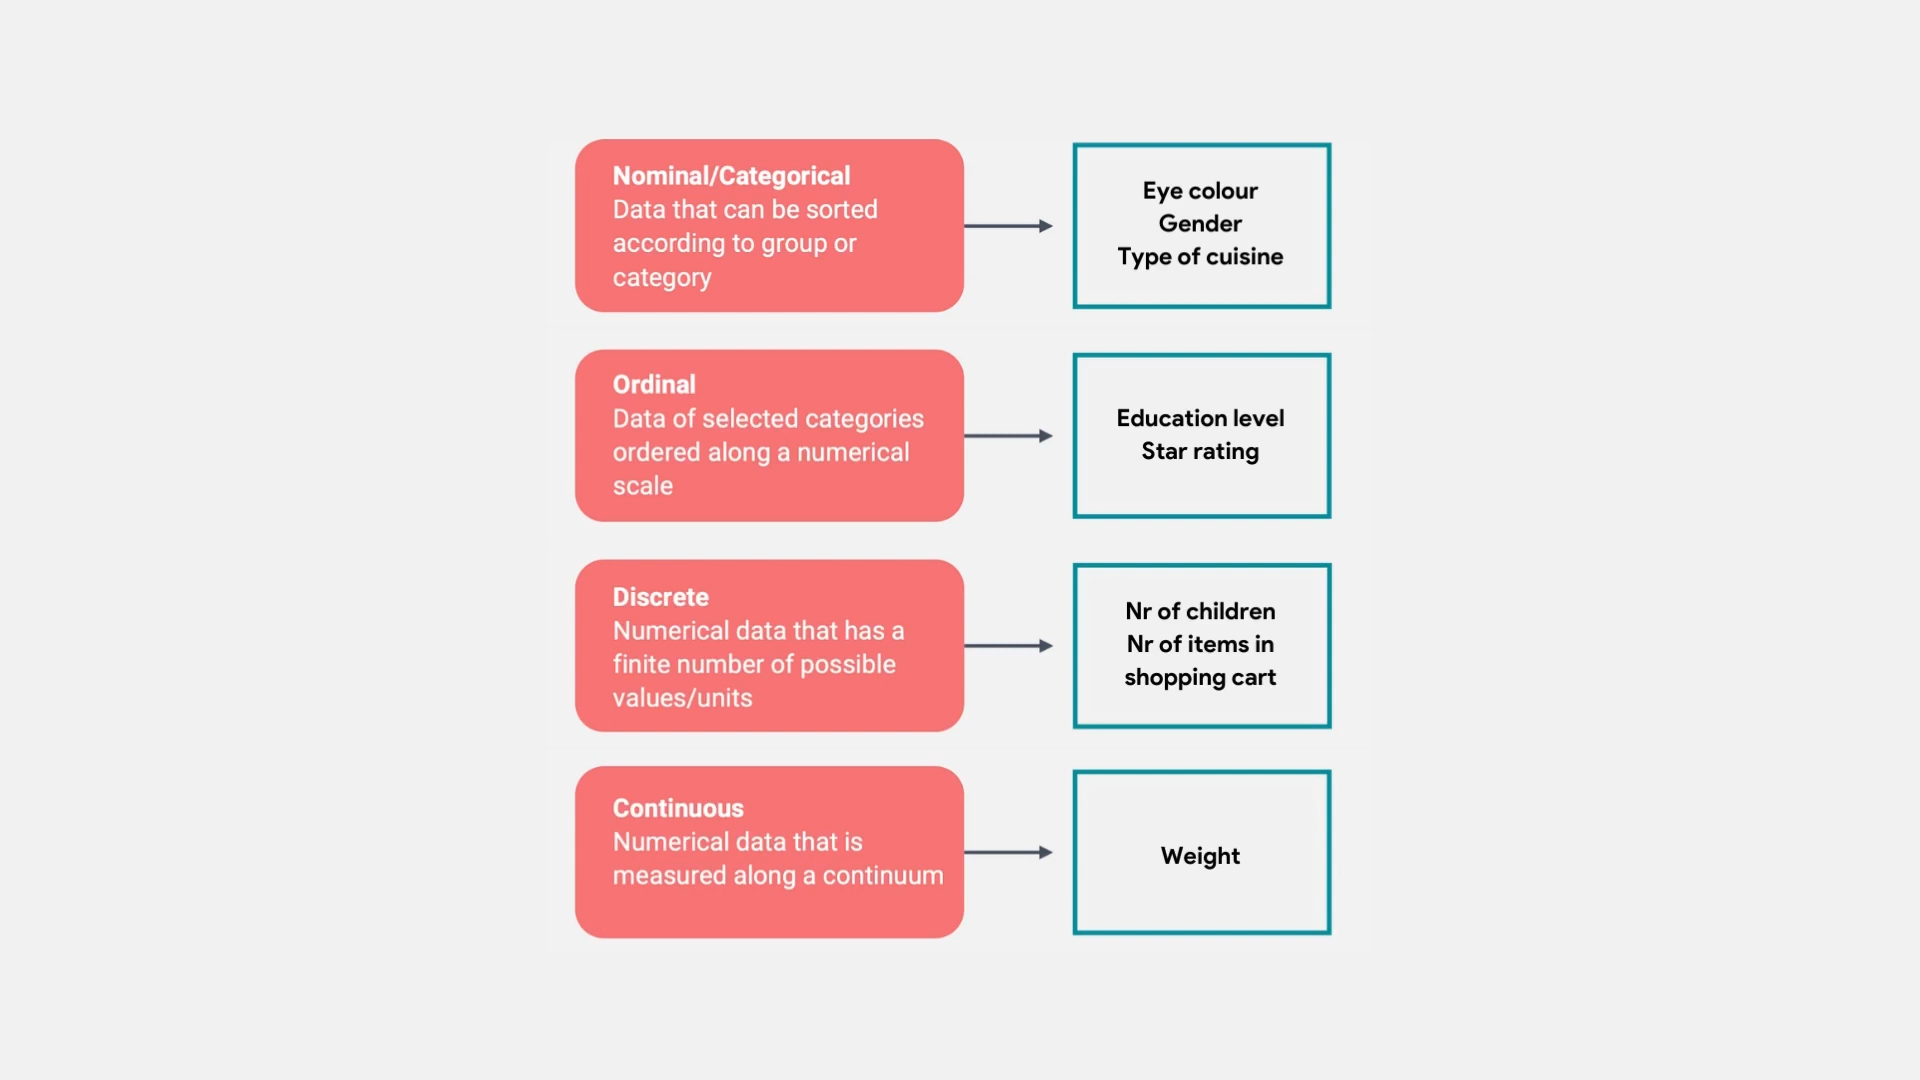 Nominal/Categorical
Data that can be sorted
according to group or
category
Eye colour
Gender
Type of cuisine
Ordinal
Data of selected categories
ordered along a numerical
scale
Education level
Star rating
Discrete
Numerical data that has a
finite number of possible
values/units
Nr of children
Nr of items in
shopping cart
Continuous
Numerical data that is
measured along a continuum
Weight